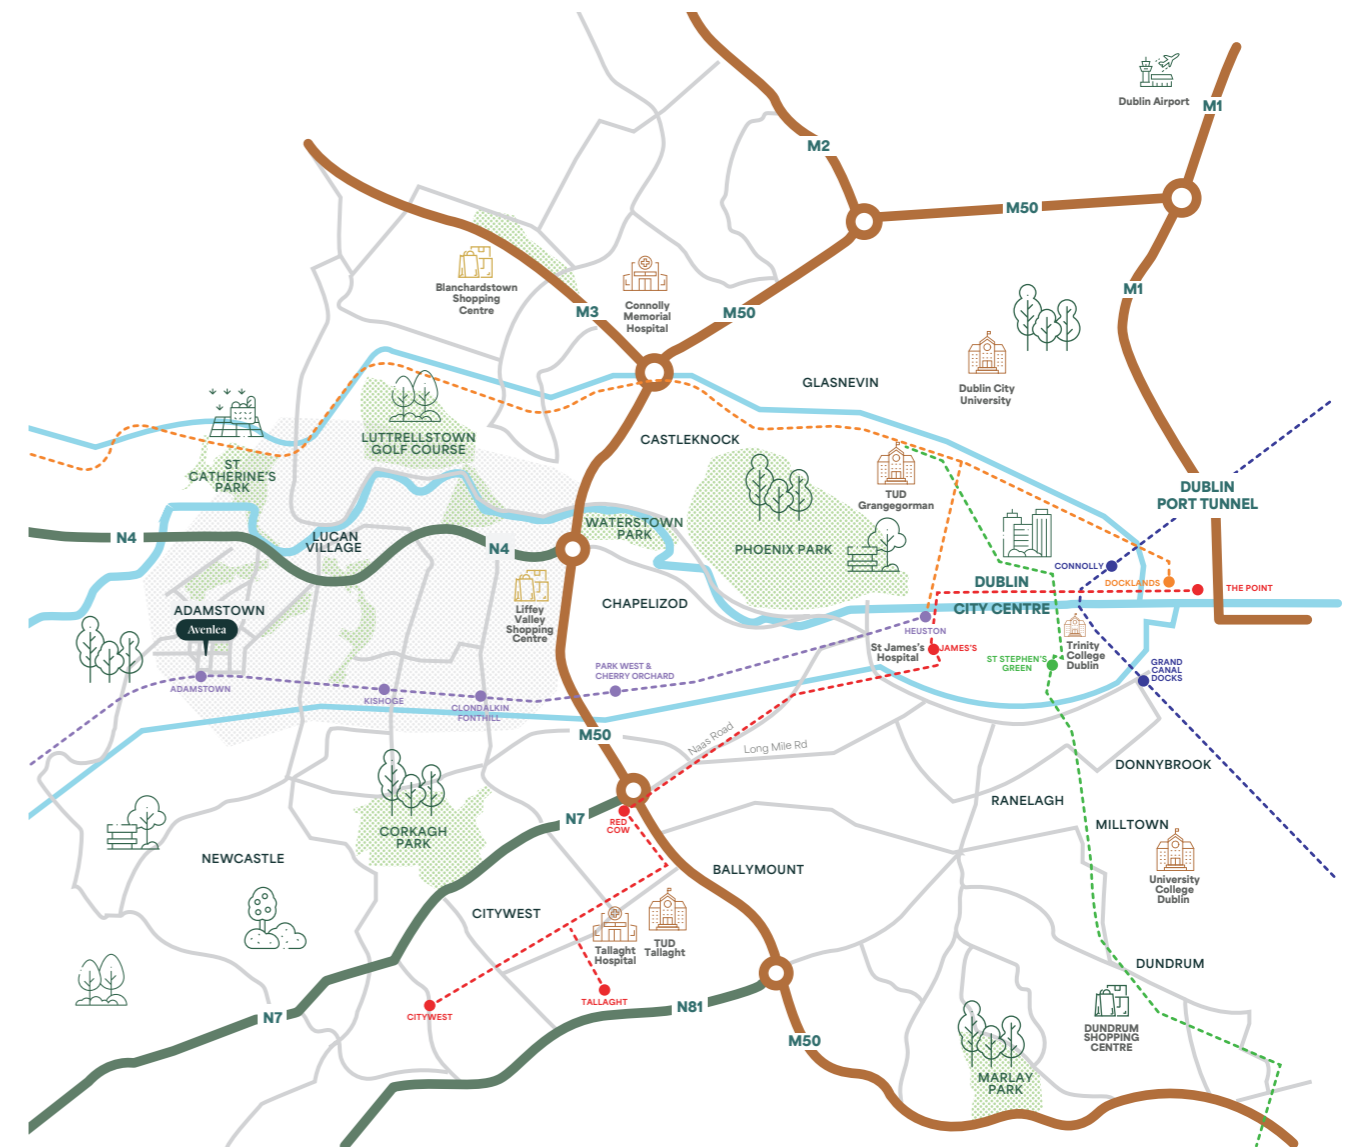 Dublin Airport
M1
M2
M50
Blanchardstown
Shopping
Centre
M3
Connolly
Memorial
Hospital
M50
M1
GLASNEVIN
Dublin City
University
LUTTRELLSTOWN
GOLF COURSE
CASTLEKNOCK
ST
CATHERINE'S
PARK
TUD
Grangegorman
DUBLIN
PORT TUNNEL
N4
LUCAN
VILLAGE
N4
WATERSTOWN
PARK
PHOENIX PARK
CONNOLLY
DOCKLANDS
DUBLIN
CITY CENTRE
THE POINT
ADAMSTOWN
Avenlea
Liffey
Valley
Shopping
Centre
CHAPELIZOD
HEUSTON
St James's
Hospital
JAMES'S
Trinity
College
Dublin
ST STEPHEN'S
GREEN
GRAND
CANAL
DOCKS
ADAMSTOWN
KISHOGE
CLONDALKIN
FONTHILL
PARK WEST &
CHERRY ORCHARD
M50
Naas Road
Long Mile Rd
DONNYBROOK
RANELAGH
MILLTOWN
N7
RED
COW
CORKAGH
PARK
NEWCASTLE
BALLYMOUNT
University
College
Dublin
CITYWEST
Tallaght
Hospital
TUD
Tallaght
DUNDRUM
N7
CITYWEST
TALLAGHT
N81
M50
DUNDRUM
SHOPPING
CENTRE
MARLAY
PARK